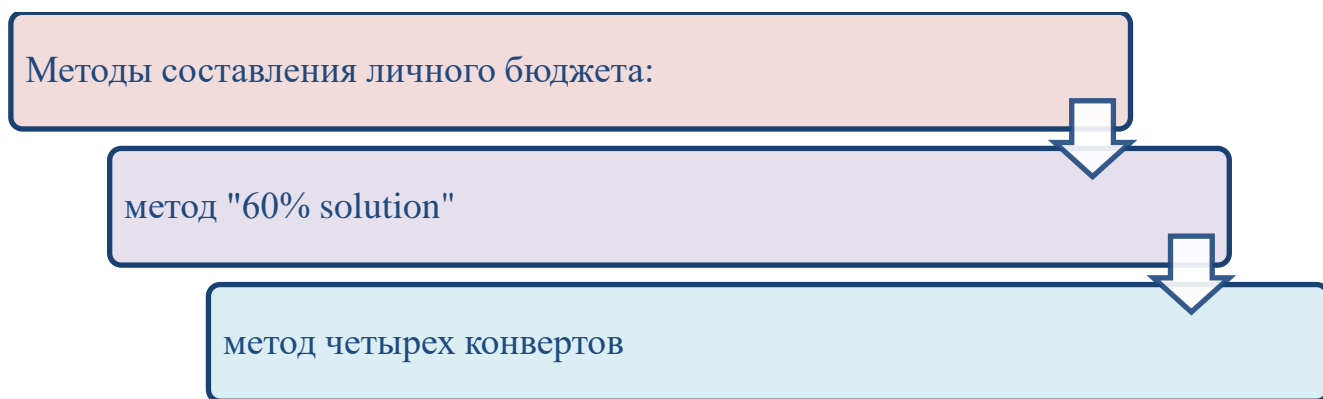 Методы составления личного бюджета:
метод "60% solution"
метод четырех конвертов